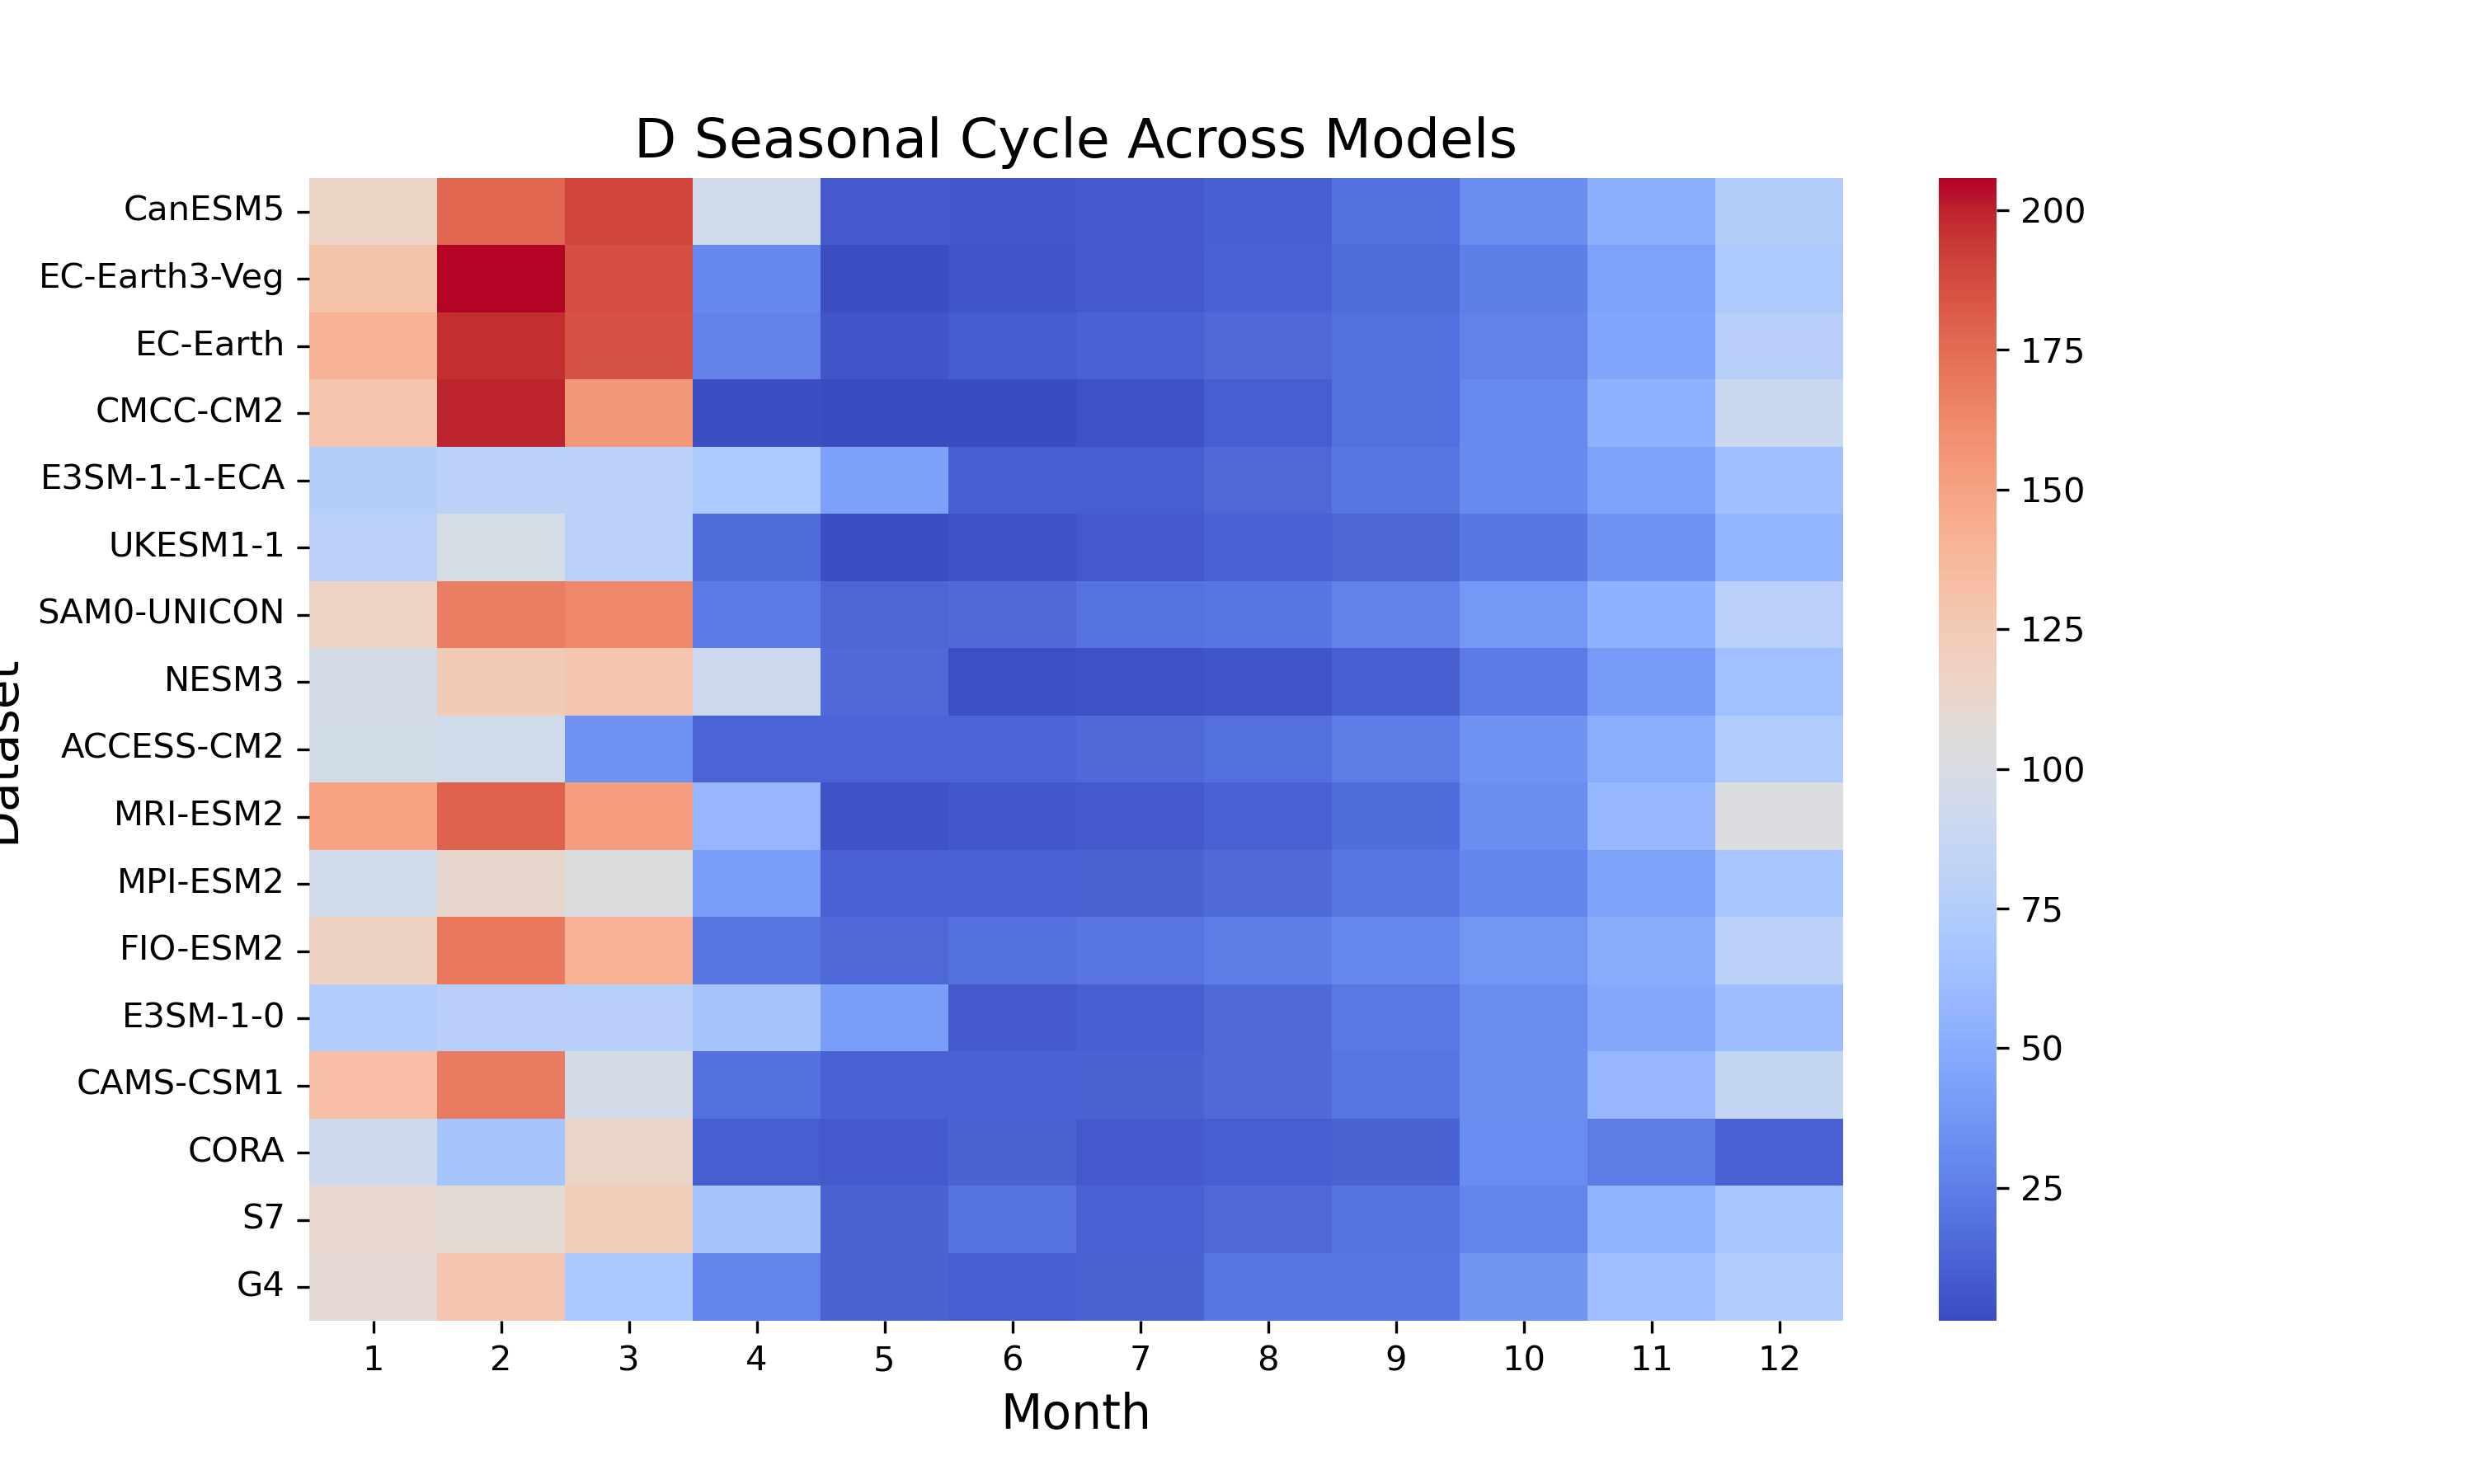 D Seasonal Cycle Across Models
CanESM5
EC-Earth3-Veg
EC-Earth
CMCC-CM2
E3SM-1-1-ECA
UKESM1-1
SAM0-UNICON
NESM3
ACCESS-CM2
MRI-ESM2
MPI-ESM2
FIO-ESM2
E3SM-1-0
CAMS-CSM1
CORA
S7
G4
Dataset
1 2 3 4 5 6 7 8 9 10 11 12
Month
200
175
150
125
100
75
50
25